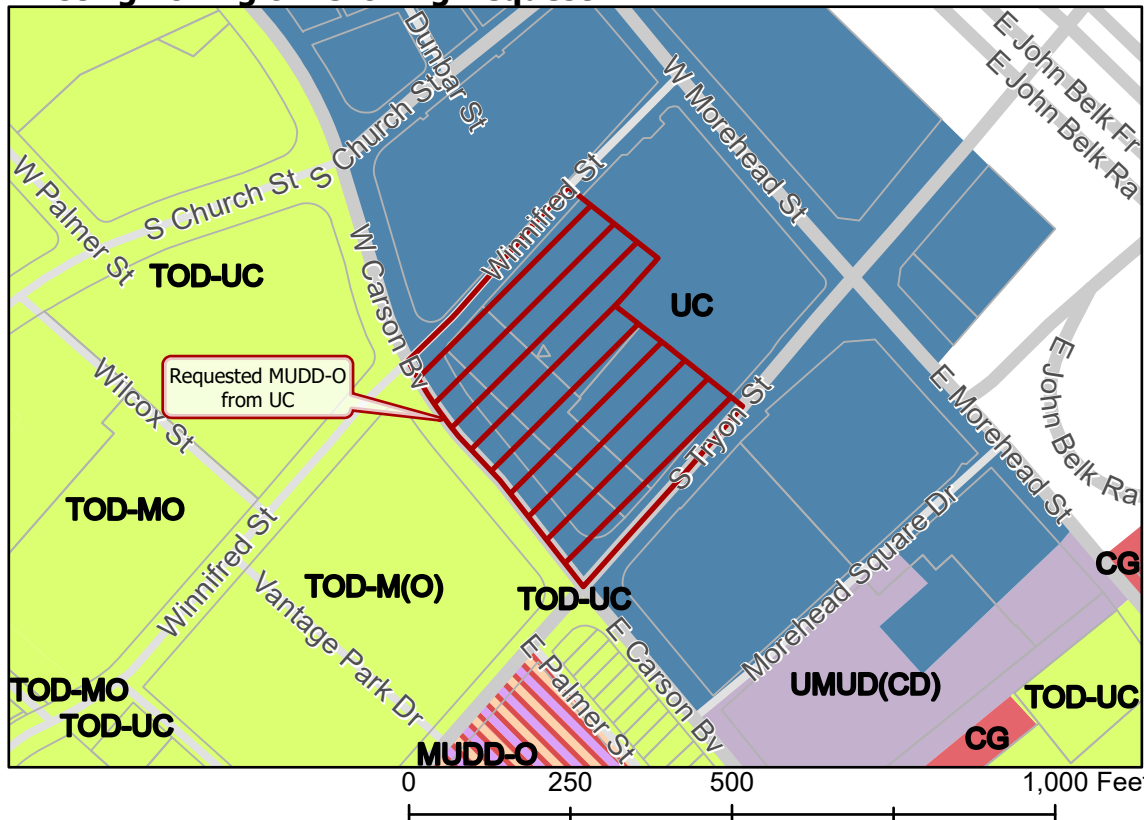 Dunbar St
E John Belk Fr
E John Belk Ra
W Morehead St
S Church St
S Church St
W Palmer St
Winnifred St
W Carson Bv
TOD-UC
UC
Requested MUDD-O
from UC
Wilcox St
S Tryon St
E John Belk Ra
E Morehead St
TOD-MO
Winnifred St
Morehead Square Dr
CG
TOD-M(O)
TOD-UC
Vantage Park Dr
E Palmer St
E Carson Bv
UMUD(CD)
TOD-UC
TOD-MO
TOD-UC
CG
MUDD-O
0 250 500 1,000 Fee